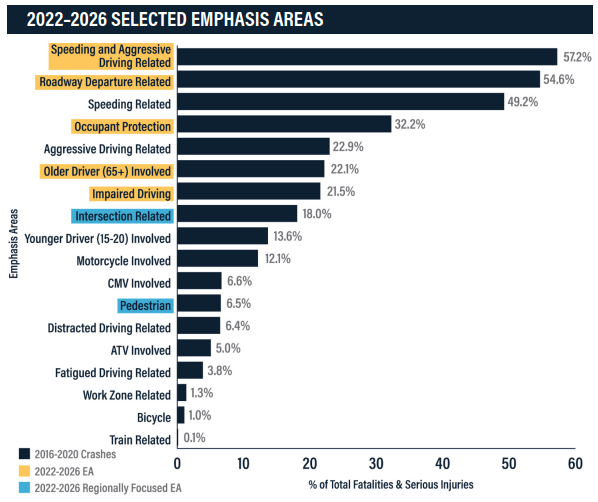 2022–2026 SELECTED EMPHASIS AREAS
Speeding and Aggressive
Driving Related
57.2%
Roadway Departure Related
54.6%
Speeding Related
49.2%
Occupant Protection
32.2%
Aggressive Driving Related
22.9%
Older Driver (65+) Involved
22.1%
Impaired Driving
21.5%
Intersection Related
18.0%
Younger Driver (15-20) Involved
13.6%
Motorcycle Involved
12.1%
CMV Involved
6.6%
Pedestrian
6.5%
Distracted Driving Related
6.4%
ATV Involved
5.0%
Fatigued Driving Related
3.8%
Work Zone Related
1.3%
Bicycle
1.0%
Train Related
0.1%
Emphasis Areas
0 10 20 30 40 50 60
% of Total Fatalities & Serious Injuries
2016-2020 Crashes
2022-2026 EA
2022-2026 Regionally Focused EA